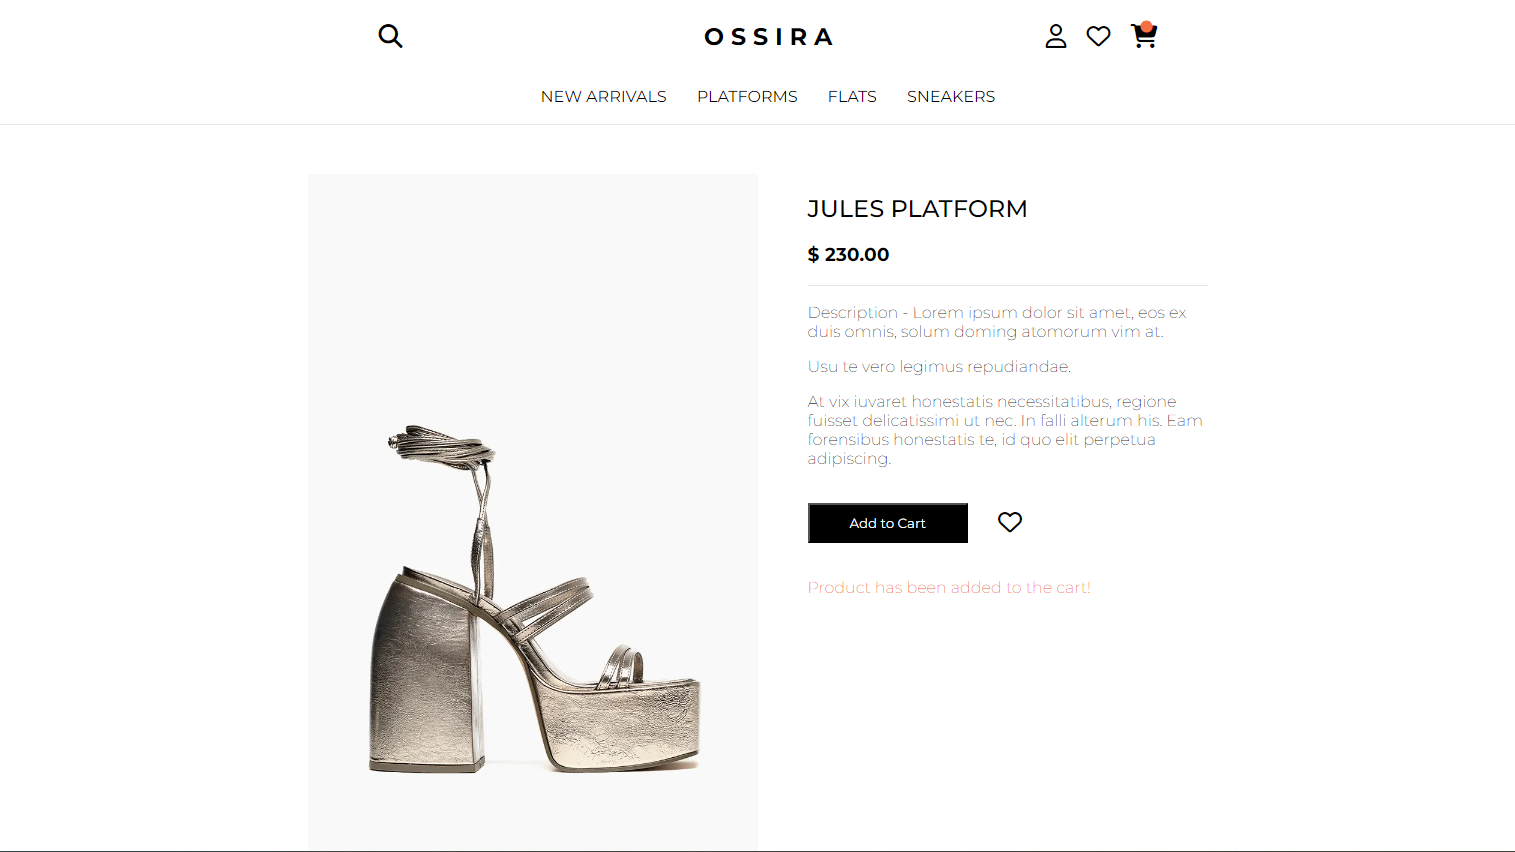 OSSIRA
NEW ARRIVALS PLATFORMS FLATS SNEAKERS
JULES PLATFORM
$ 230.00
Description - Lorem ipsum dolor sit amet, eos ex
duis omnis, solum doming atomorum vim at.
Usu te vero legimus repudiandae.
At vix iuvaret honestatis necessitatibus, regione
fuisset delicatissimi ut nec. In falli alterum his. Eam
forensibus honestatis te, id quo elit perpetua
adipiscing.
Add to Cart
Product has been added to the cart!